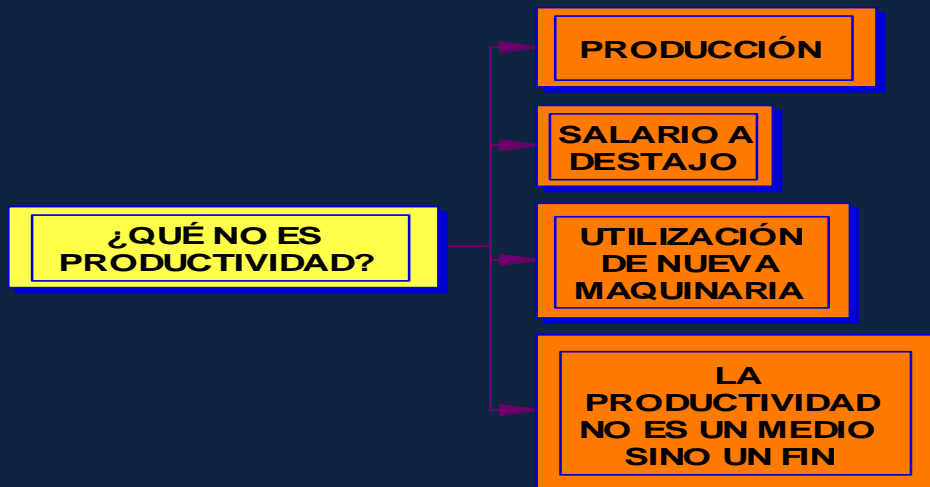 ¿QUÉ NO ES
PRODUCTIVIDAD?
PRODUCCIÓN
SALARIO A
DESTAJO
UTILIZACIÓN
DE NUEVA
MAQUINARIA
LA
PRODUCTIVIDAD
NO ES UN MEDIO
SINO UN FIN